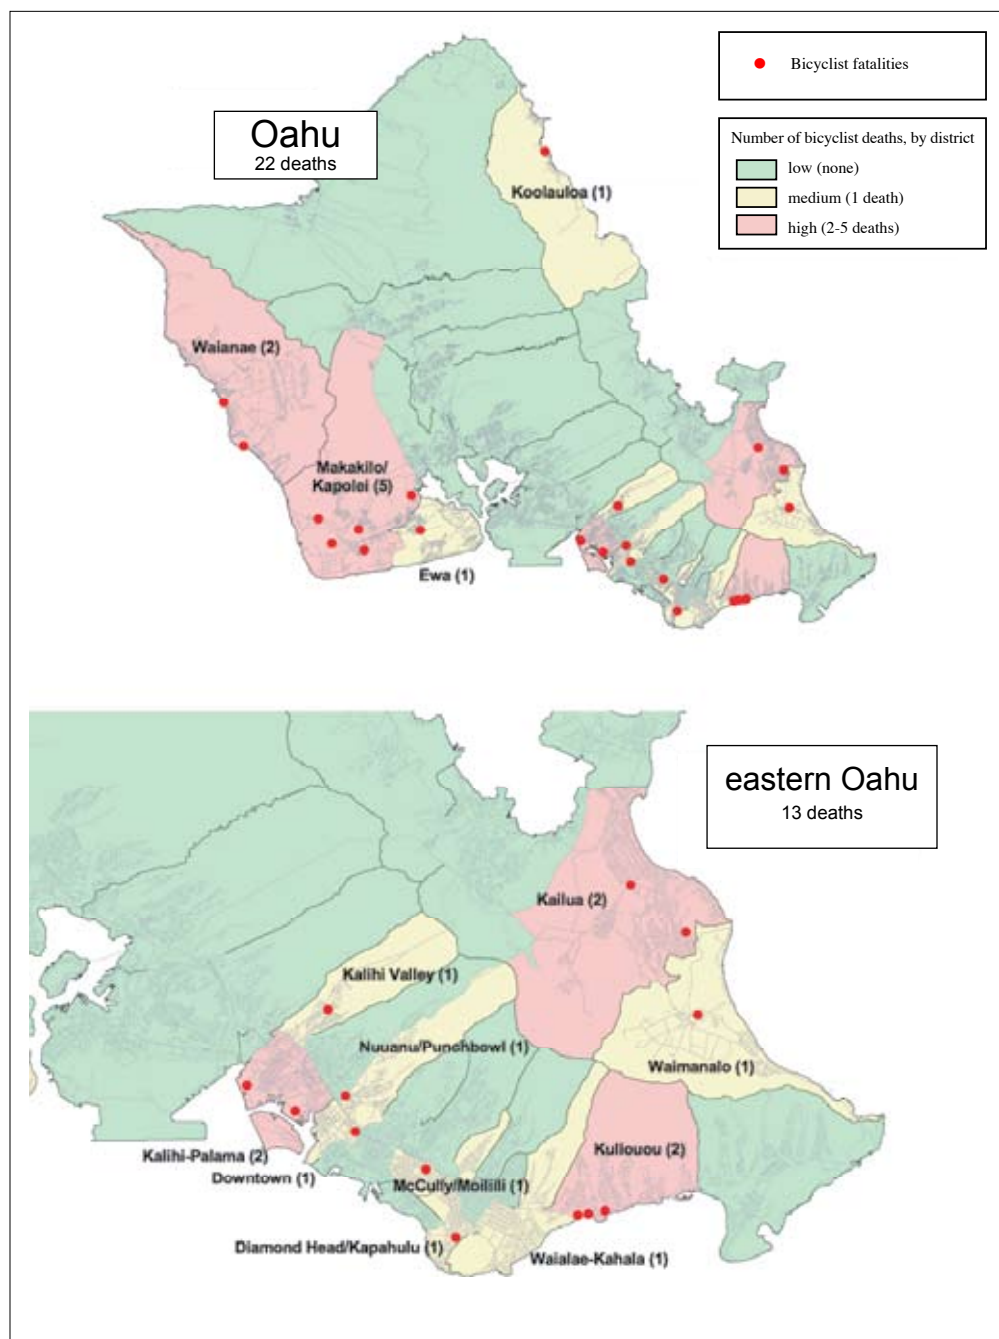 Bicyclist fatalities
Oahu
22 deaths
Number of bicyclist deaths, by district
low (none)
medium (1 death)
high (2-5 deaths)
Koolauloa (1)
Waianae (2)
Makakilo/
Kapolei (5)
Ewa (1)
eastern Oahu
13 deaths
Kailua (2)
Kalihi Valley (1)
Nuuanu/Punchbowl (1)
Waimanalo (1)
Kuliouou (2)
Kalihi-Palama (2)
Downtown (1)
McCully/Moilili (1)
Diamond Head/Kapahulu (1)
Waialae-Kahala (1)